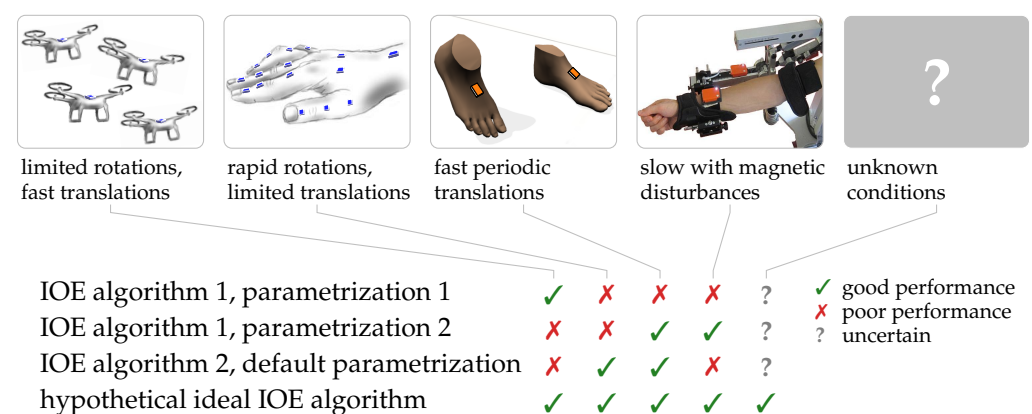 ?
limited rotations,
fast translations
rapid rotations,
limited translations
fast periodic
translations
slow with magnetic
disturbances
unknown
conditions
IOE algorithm 1, parametrization 1 ✓ ✗ ✗ ✗ ?
IOE algorithm 1, parametrization 2 ✗ ✗ ✓ ✓ ?
IOE algorithm 2, default parametrization ✗ ✓ ✓ ✗ ?
hypothetical ideal IOE algorithm ✓ ✓ ✓ ✓ ✓
✓ good performance
✗ poor performance
? uncertain